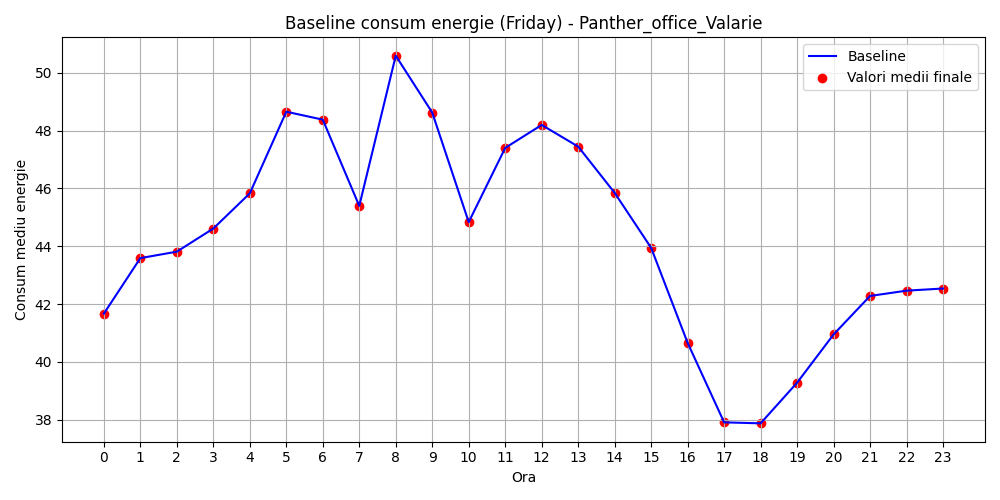 Baseline consum energie (Friday) - Panther_office_Valarie
Baseline
Valori medii finale
Consum mediu energie
50
48
46
44
42
40
38
0 1 2 3 4 5 6 7 8 9 10 11 12 13 14 15 16 17 18 19 20 21 22 23
Ora